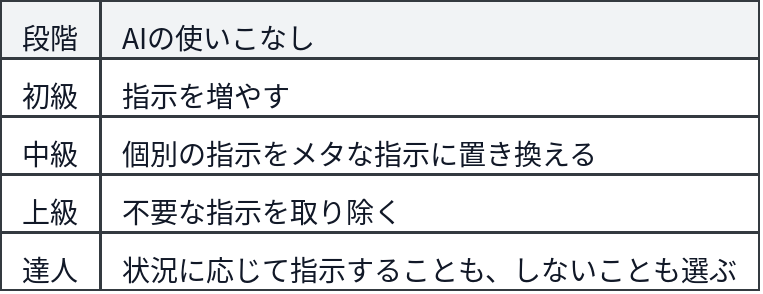 段階 AIの使いこなし
初級 指示を増やす
中級 個別の指示をメタな指示に置き換える
上級 不要な指示を取り除く
達人 状況に応じて指示することも、しないことも選ぶ